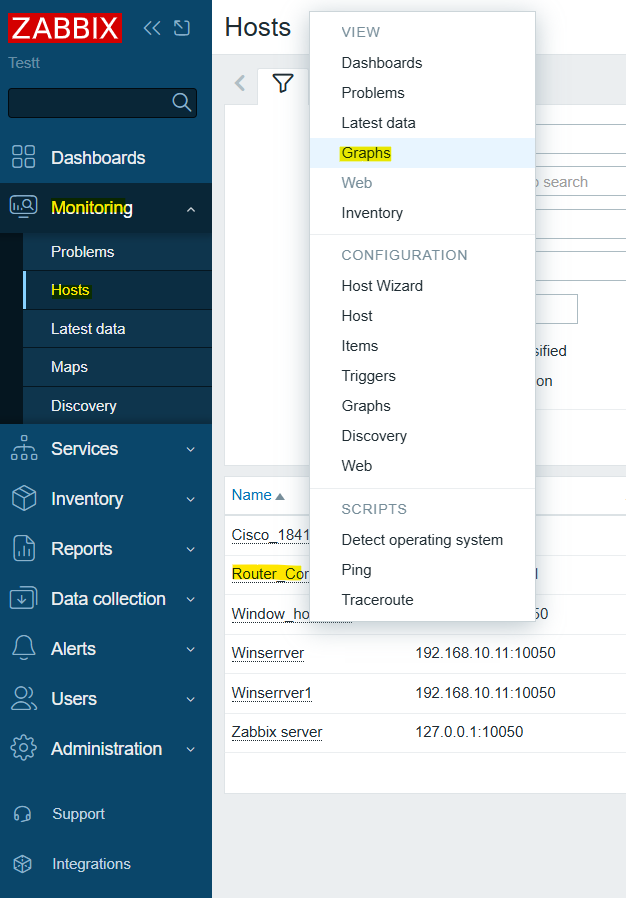 ZABBIX
Testt
Dashboards
Monitoring
Problems
Hosts
Latest data
Maps
Discovery
Services
Inventory
Reports
Data collection
Alerts
Users
Administration
Support
Integrations
Hosts
VIEW
Dashboards
Problems
Latest data
Graphs
Web
Inventory
CONFIGURATION
Host Wizard
Host
Items
Triggers
Graphs
Discovery
Web
SCRIPTS
Detect operating system
Ping
Traceroute
search
sified
on
Name
Cisco_1841
Router_Cor
Window_ho
50
Winserrver 192.168.10.11:10050
Winserrver1 192.168.10.11:10050
Zabbix server 127.0.0.1:10050